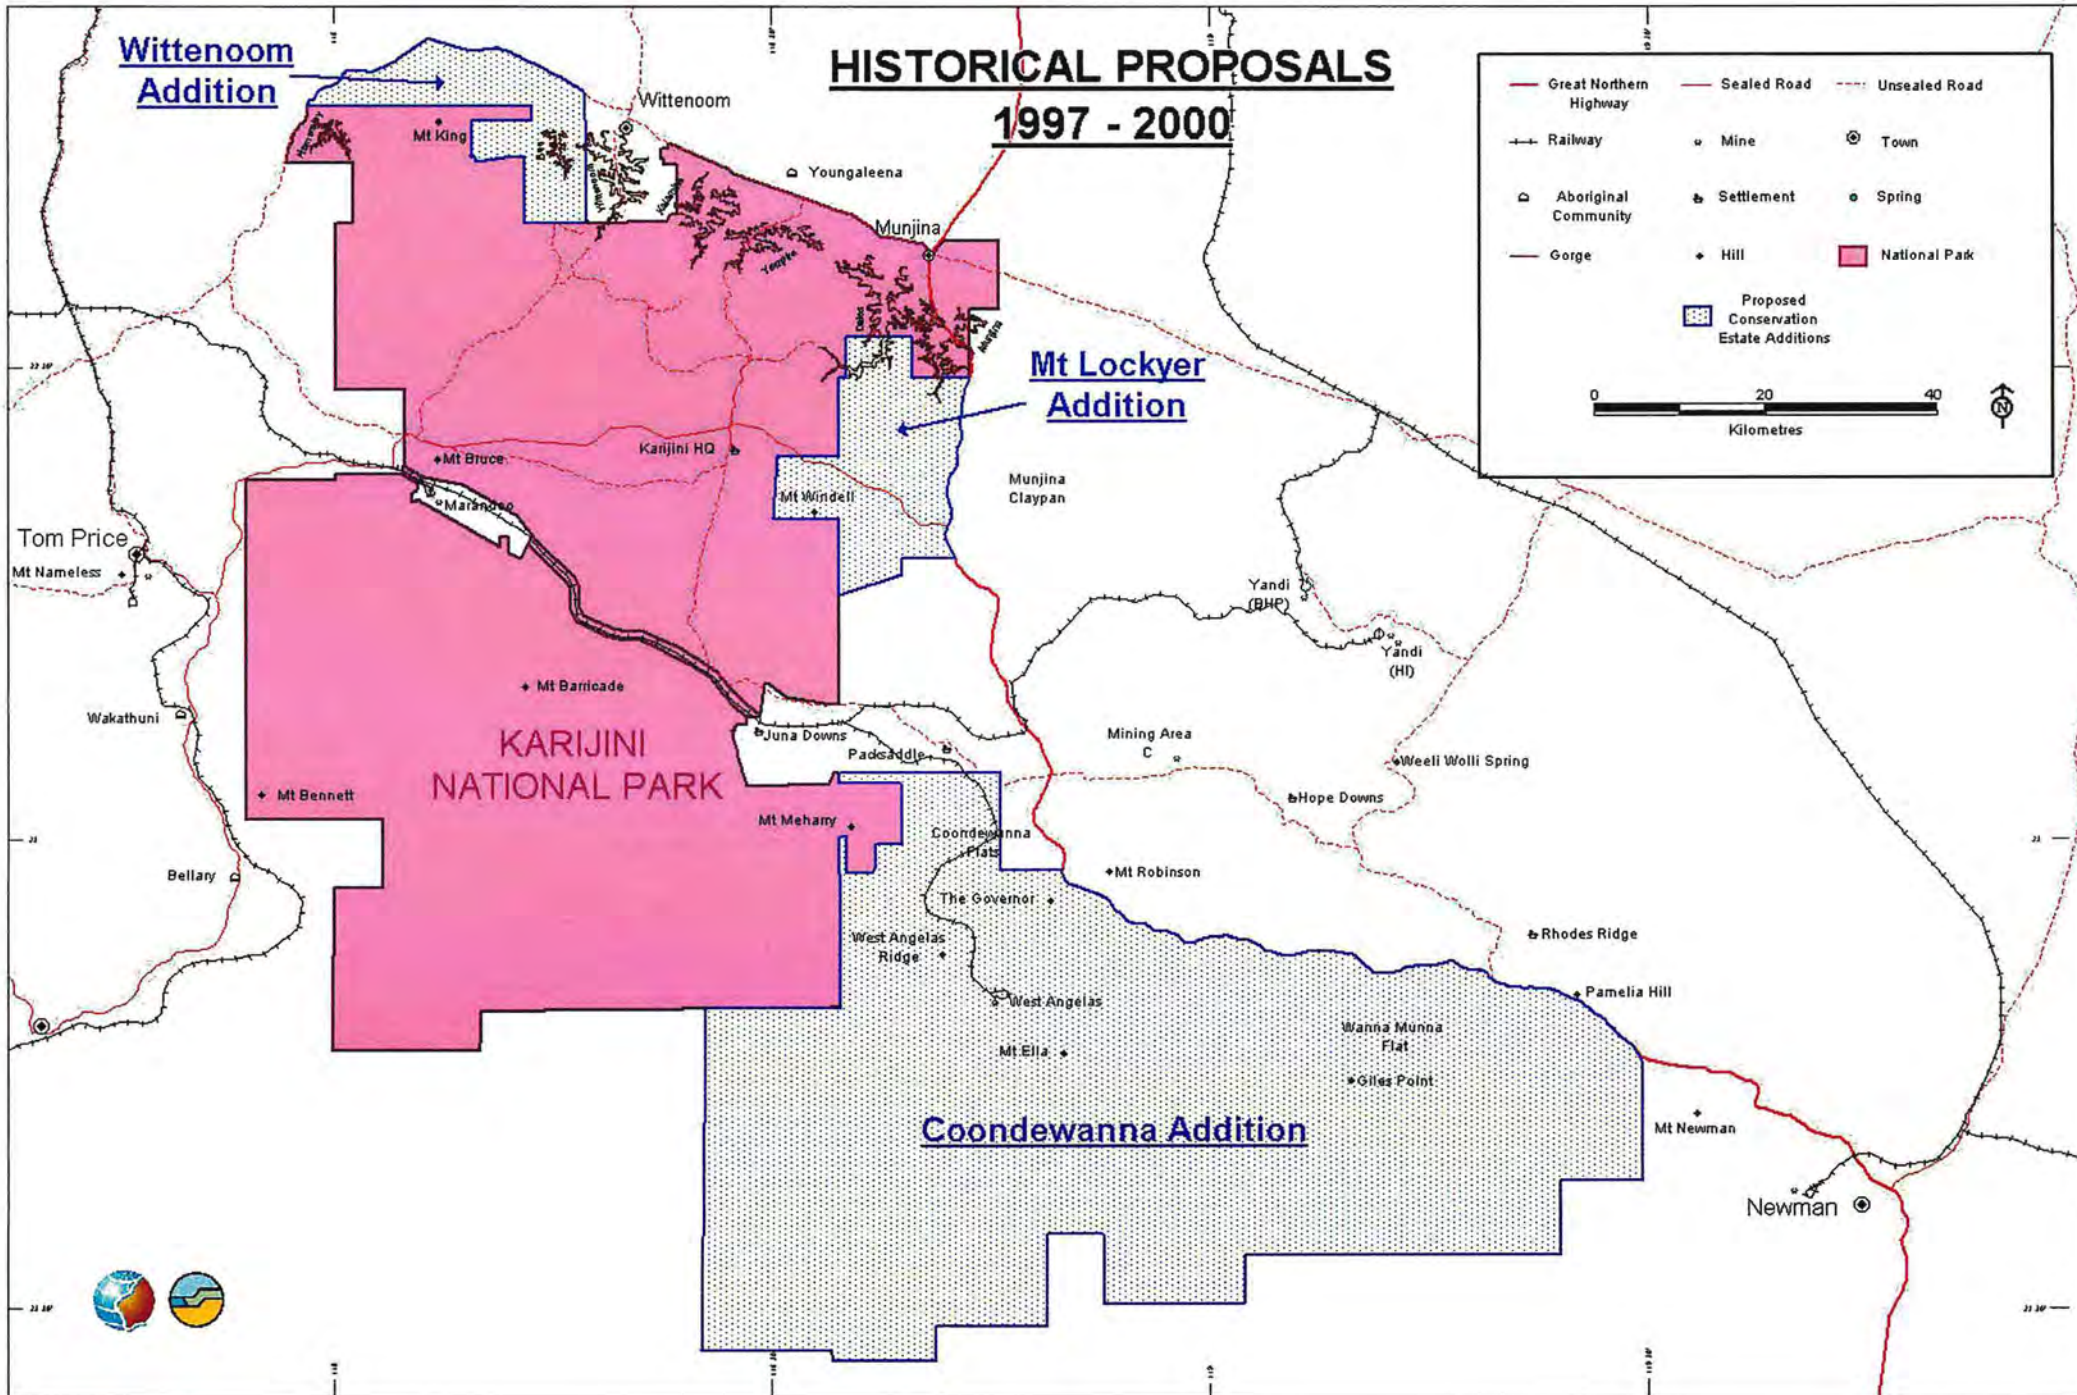 HISTORICAL PROPOSALS
1997 - 2000
Wittenoom
Addition
Wittenoom
Mt King
Youngaleena
Munjina
Mt Lockyer
Addition
Karijini HQ
Mt Bruce
Marandoo
Mt Windell
Munjina
Claypan
Tom Price
Mt Nameless
Yandi
(BHP)
Yandi
(HI)
Mt Barricade
Wakathuni
KARIJINI
NATIONAL PARK
Juna Downs
Packsaddle
Mining Area
C
Weeli Wolli Spring
Hope Downs
Mt Bennett
Mt Meharry
Coondewanna
Flats
Bellary
Mt Robinson
The Governor
West Angelas
Ridge
Rhodes Ridge
West Angelas
Pamelia Hill
Wanna Munna
Flat
Mt Ella
Giles Point
Coondewanna Addition
Mt Newman
Newman
Great Northern
Highway
Sealed Road
Unsealed Road
Railway
Mine
Town
Aboriginal
Community
Settlement
Spring
Gorge
Hill
National Park
Proposed
Conservation
Estate Additions
0 20 40
Kilometres
N